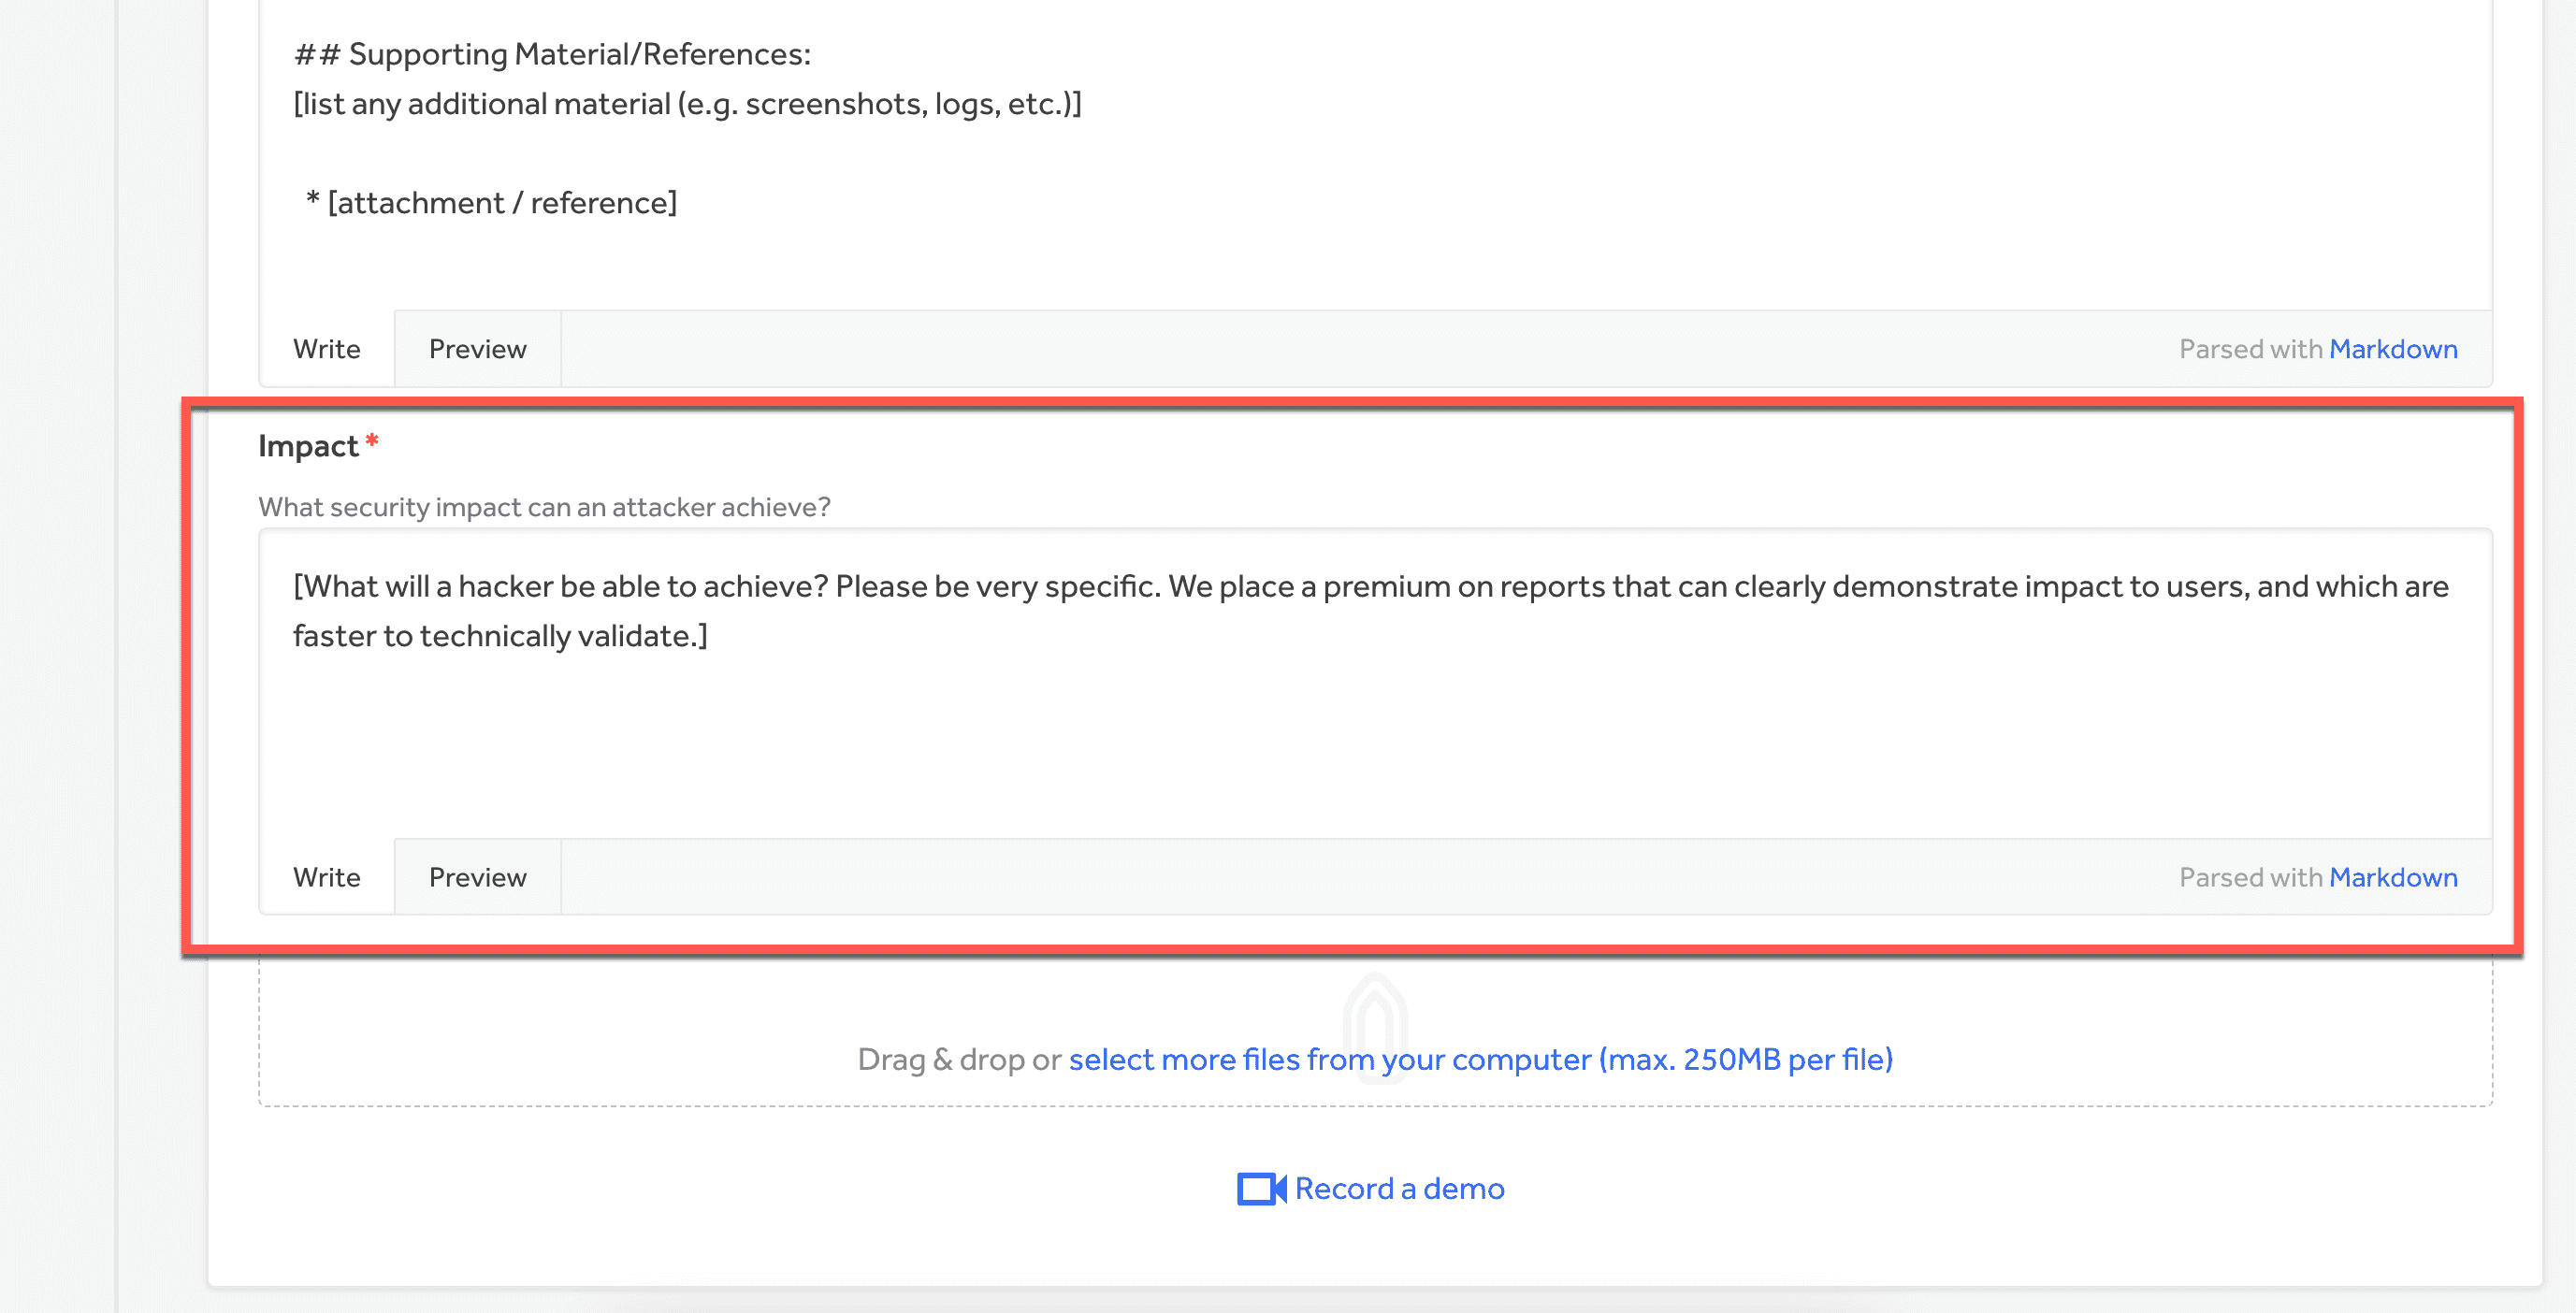 ## Supporting Material/References:
[list any additional material (e.g. screenshots, logs, etc.)]
* [attachment / reference]
Write
Preview
Parsed with Markdown
Impact *
What security impact can an attacker achieve?
[What will a hacker be able to achieve? Please be very specific. We place a premium on reports that can clearly demonstrate impact to users, and which are
faster to technically validate.]
Write
Preview
Parsed with Markdown
Drag & drop or select more files from your computer (max. 250MB per file)
Record a demo